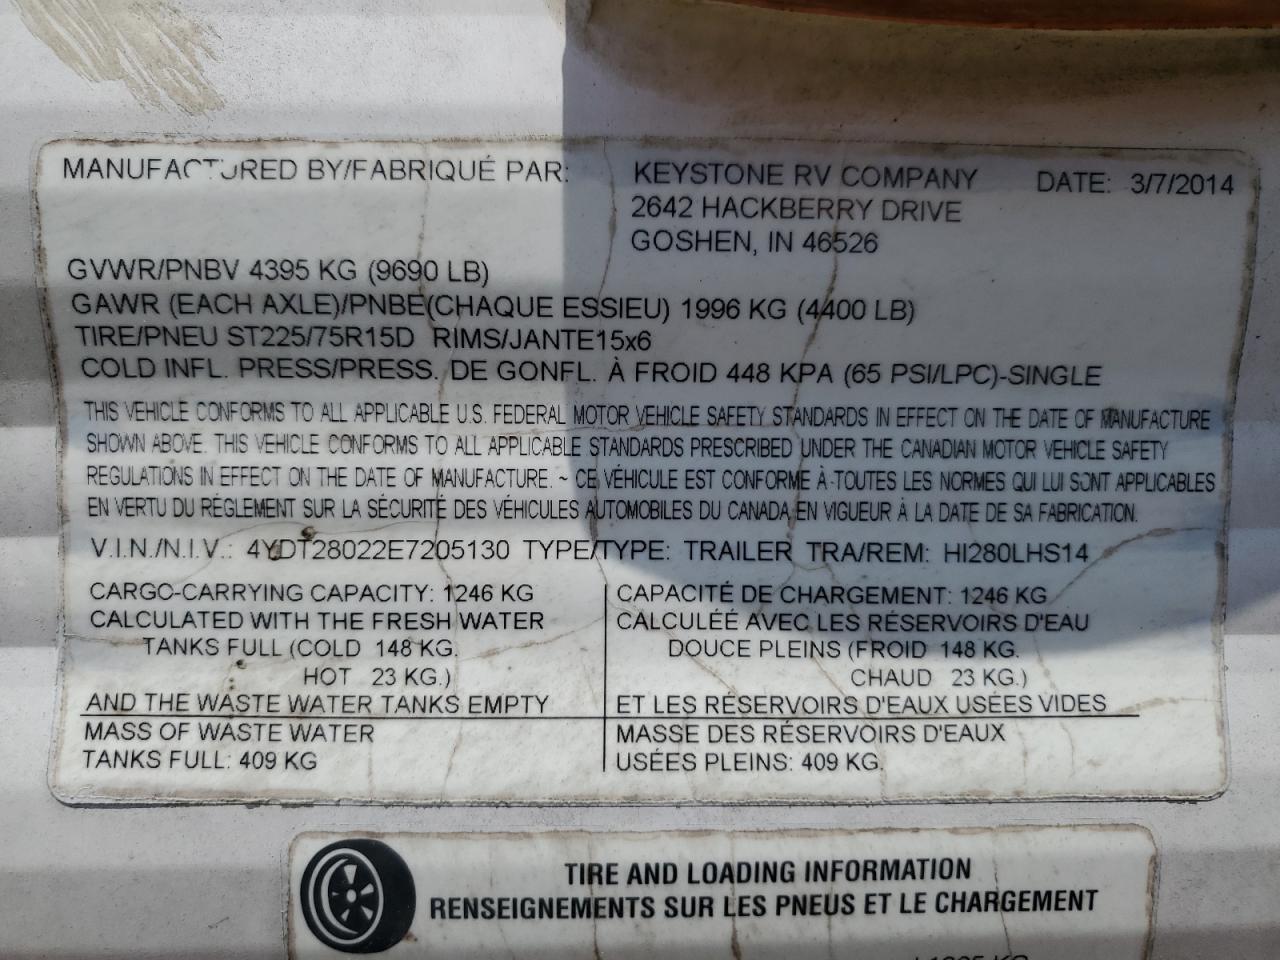 MANUFACTURED BY/FABRIQUÉ PAR: KEYSTONE RV COMPANY DATE: 3/7/2014
2642 HACKBERRY DRIVE
GOSHEN, IN 46526
GVWR/PNBV 4395 KG (9690 LB)
GAWR (EACH AXLE)/PNBE(CHAQUE ESSIEU) 1996 KG (4400 LB)
TIRE/PNEU ST225/75R15D RIMS/JANTE15x6
COLD INFL. PRESS/PRESS. DE GONFL. À FROID 448 KPA (65 PSI/LPC)-SINGLE
THIS VEHICLE CONFORMS TO ALL APPLICABLE U.S. FEDERAL MOTOR VEHICLE SAFETY STANDARDS IN EFFECT ON THE DATE OF MANUFACTURE
SHOWN ABOVE. THIS VEHICLE CONFORMS TO ALL APPLICABLE STANDARDS PRESCRIBED UNDER THE CANADIAN MOTOR VEHICLE SAFETY
REGULATIONS IN EFFECT ON THE DATE OF MANUFACTURE. ~ CE VÉHICULE EST CONFORME À TOUTES LES NORMES QUI LUI SONT APPLICABLES
EN VERTU DU RÉGLEMENT SUR LA SÉCURITÉ DES VÉHICULES AUTOMOBILES DU CANADA EN VIGUEUR À LA DATE DE SA FABRICATION.
V.I.N./N.I.V.: 4YDT28022E7205130 TYPE/TYPE: TRAILER TRA/REM: HI280LHS14
CARGO-CARRYING CAPACITY: 1246 KG
CALCULATED WITH THE FRESH WATER
TANKS FULL (COLD 148 KG.
HOT 23 KG.)
AND THE WASTE WATER TANKS EMPTY
MASS OF WASTE WATER
TANKS FULL: 409 KG
CAPACITÉ DE CHARGEMENT: 1246 KG
CALCULÉE AVEC LES RÉSERVOIRS D'EAU
DOUCE PLEINS (FROID 148 KG.
CHAUD 23 KG.)
ET LES RÉSERVOIRS D'EAUX USÉES VIDES
MASSE DES RÉSERVOIRS D'EAUX
USÉES PLEINS: 409 KG.
TIRE AND LOADING INFORMATION
RENSEIGNEMENTS SUR LES PNEUS ET LE CHARGEMENT